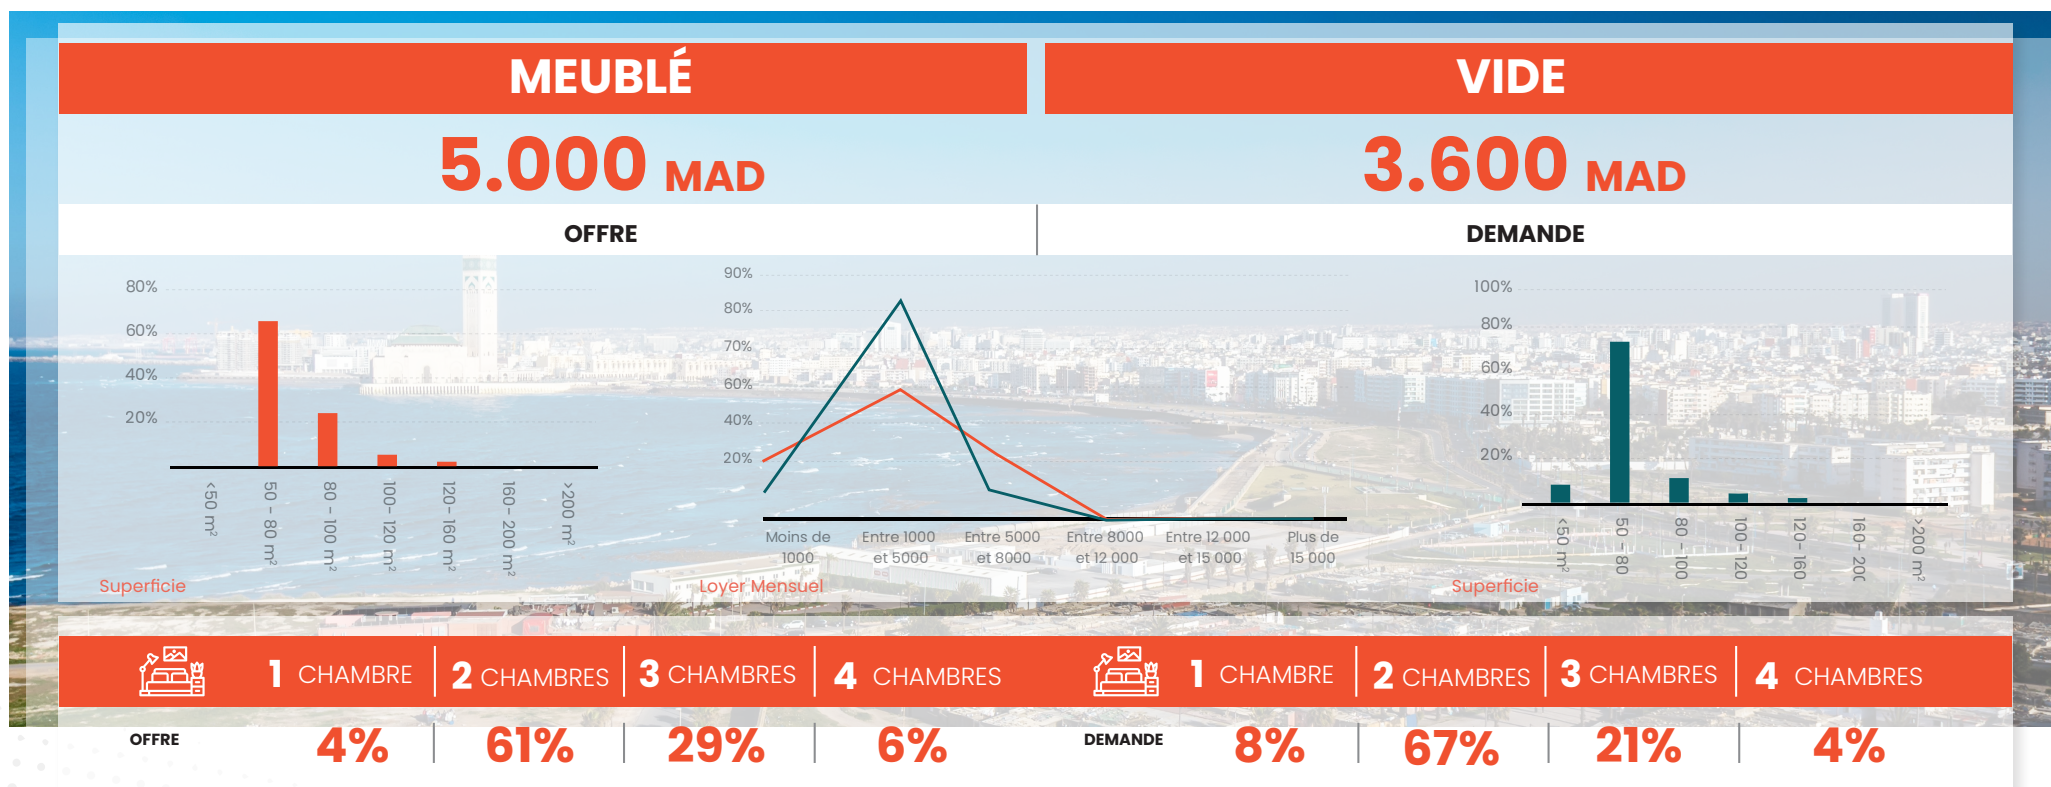 MEUBLÉ
VIDE
5.000 MAD
3.600 MAD
OFFRE
DEMANDE
80%
60%
40%
20%
<50 m²
50 - 80 m²
80 - 100 m²
100- 120 m²
120- 160 m²
160- 200 m²
>200 m²
Superficie
90%
80%
70%
60%
40%
20%
Moins de
1000
Entre 1000
et 5000
Entre 5000
et 8000
Entre 8000
et 12 000
Entre 12 000
et 15 000
Plus de
15 000
Loyer Mensuel
100%
80%
60%
40%
20%
<50 m²
50 - 80
80 - 100
100- 120
120- 160
160- 200
>200 m²
Superficie
1 CHAMBRE
2 CHAMBRES
3 CHAMBRES
4 CHAMBRES
1 CHAMBRE
2 CHAMBRES
3 CHAMBRES
4 CHAMBRES
OFFRE
4%
61%
29%
6%
DEMANDE
8%
67%
21%
4%